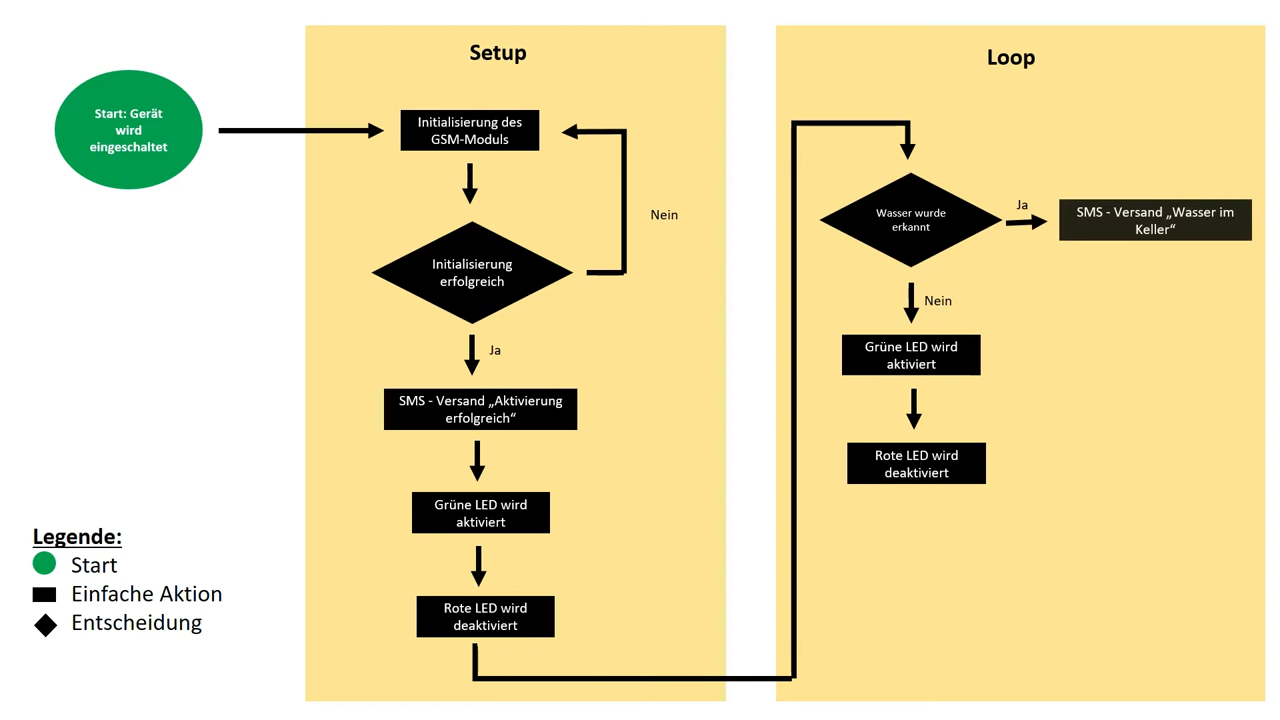 Setup
Loop
Start: Gerät
wird
eingeschaltet
Initialisierung des
GSM-Moduls
Nein
Initialisierung
erfolgreich
Ja
SMS - Versand „Aktivierung
erfolgreich“
Grüne LED wird
aktiviert
Rote LED wird
deaktiviert
Wasser wurde
erkannt
Ja
SMS - Versand „Wasser im
Keller“
Nein
Grüne LED wird
aktiviert
Rote LED wird
deaktiviert
Legende:
Start
Einfache Aktion
Entscheidung